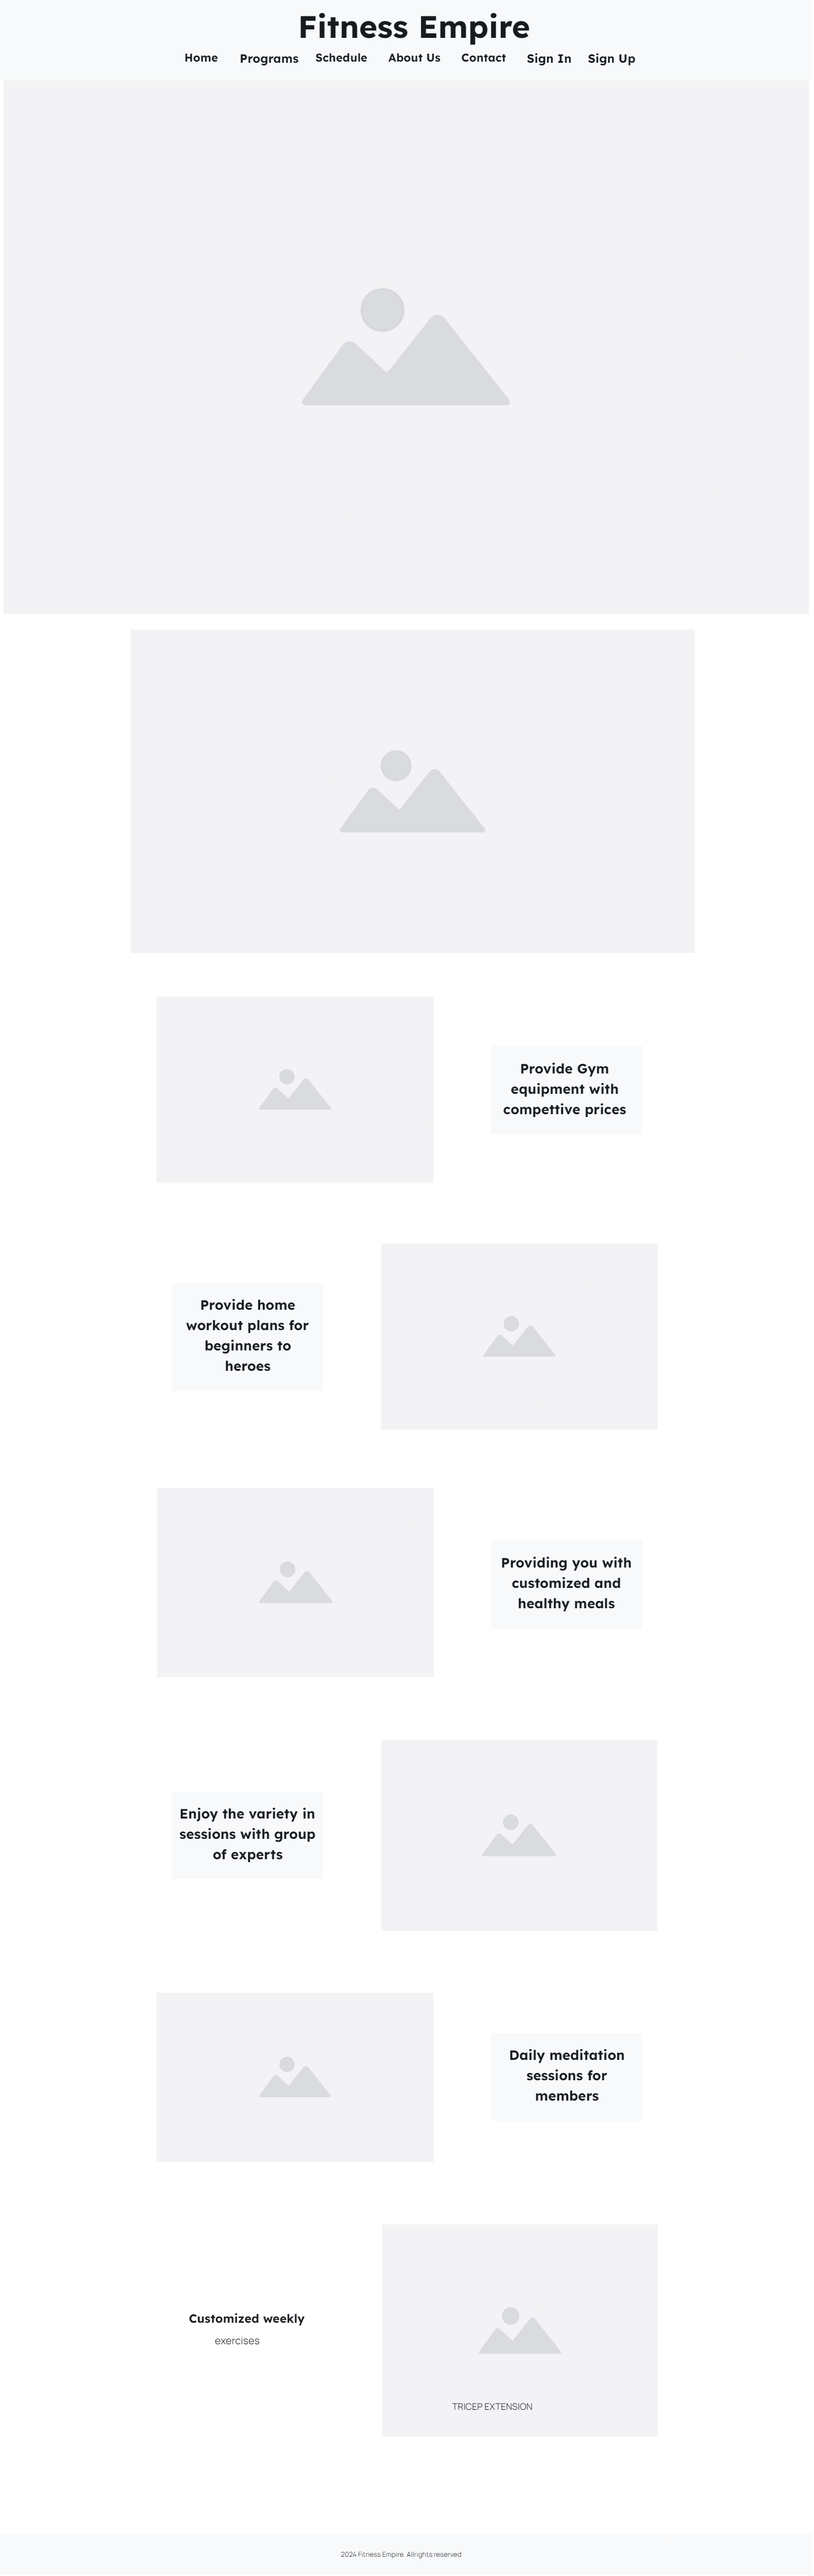 Fitness Empire
Home Programs Schedule About Us Contact Sign In Sign Up
Provide Gym
equipment with
compettive prices
Provide home
workout plans for
beginners to
heroes
Providing you with
customized and
healthy meals
Enjoy the variety in
sessions with group
of experts
Daily meditation
sessions for
members
Customized weekly
exercises
TRICEP EXTENSION
2024 Fitness Empire. Allrights reserved